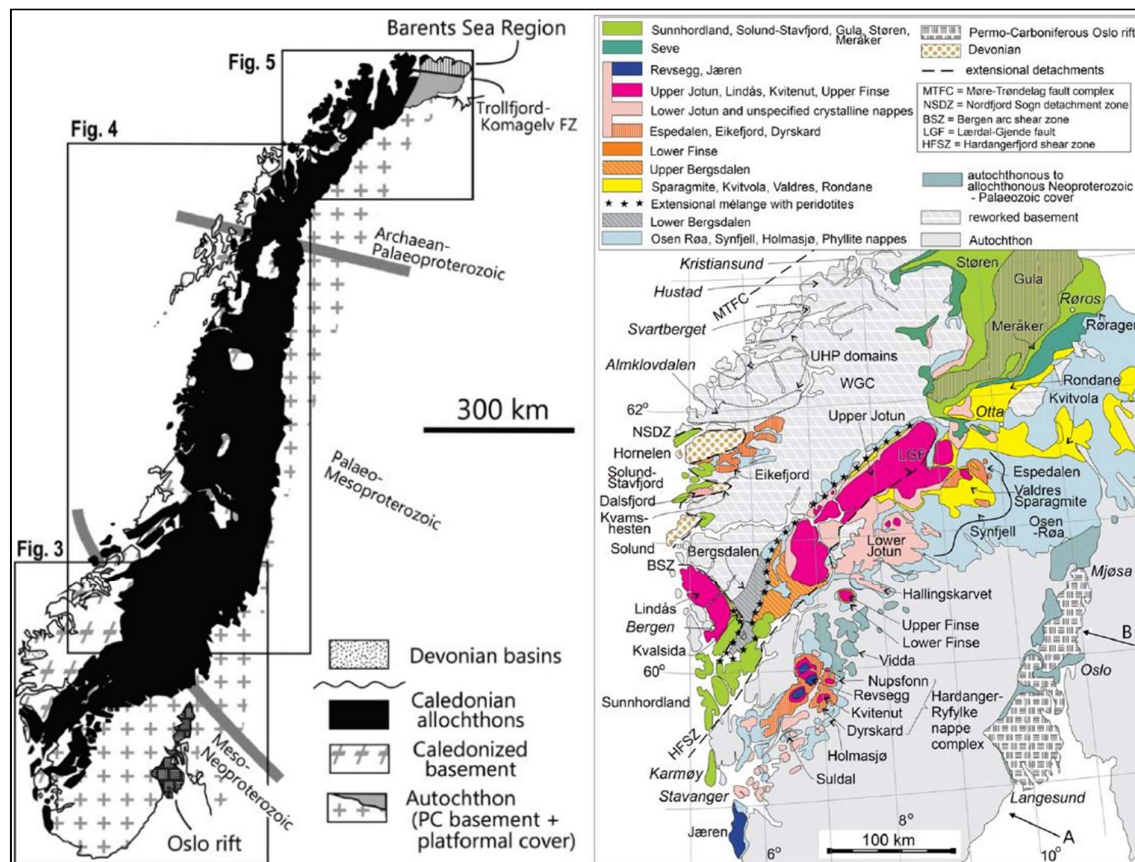 Barents Sea Region
Fig. 5
Trollfjord-
Komagelv FZ
Fig. 4
Archaean-
Palaeoproterozoic
300 km
Palaeo-
Mesoproterozoic
Fig. 3
Meso-
Neoproterozoic
Oslo rift
Devonian basins
Caledonian
allochthons
Caledonized
basement
Autochthon
(PC basement +
platformal cover)
Sunnhordland, Solund-Stavfjord, Gula, Støren,
Meråker
Seve
Revsegg, Jæren
Upper Jotun, Lindås, Kvitenut, Upper Finse
Lower Jotun and unspecified crystalline nappes
Espedalen, Eikefjord, Dyrskard
Lower Finse
Upper Bergsdalen
Sparagmite, Kvitvola, Valdres, Rondane
Extensional mélange with peridotites
Lower Bergsdalen
Osen Røa, Synfjell, Holmasjø, Phyllite nappes
Permo-Carboniferous Oslo rift
Devonian
extensional detachments
MTFC = Møre-Trøndelag fault complex
NSDZ = Nordfjord Sogn detachment zone
BSZ = Bergen arc shear zone
LGF = Lærdal-Gjende fault
HFSZ = Hardangerfjord shear zone
autochthonous to
allochthonous Neoproterozoic
- Palaeozoic cover
reworked basement
Autochthon
Kristiansund
Hustad
MTFC
Svartberget
Almklovdalen
UHP domains
WGC
Støren
Gula
Røros
Meråker
Røragen
Rondane
Kvitvola
62°
Upper Jotun
Otta
NSDZ
Hornelen
LGF
Solund-
Stavfjord
Eikefjord
Espedalen
Dalsfjord
Valdres
Sparagmite
Kvams-
hesten
Synfjell
Osen-
Røa
Solund
Bergsdalen
Lower
Jotun
BSZ
Mjøsa
Lindås
Hallingskarvet
Bergen
Upper Finse
B
Kvalsida
Lower Finse
60°
Vidda
Oslo
Nupsfonn
Sunnhordland
Revsegg
Kvitenut
Dyrskard
Hardanger-
Ryfylke
nappe
complex
HFSZ
Holmasjø
Karmøy
Suldal
Stavanger
Langesund
Jæren
8°
A
100 km
6°
10°